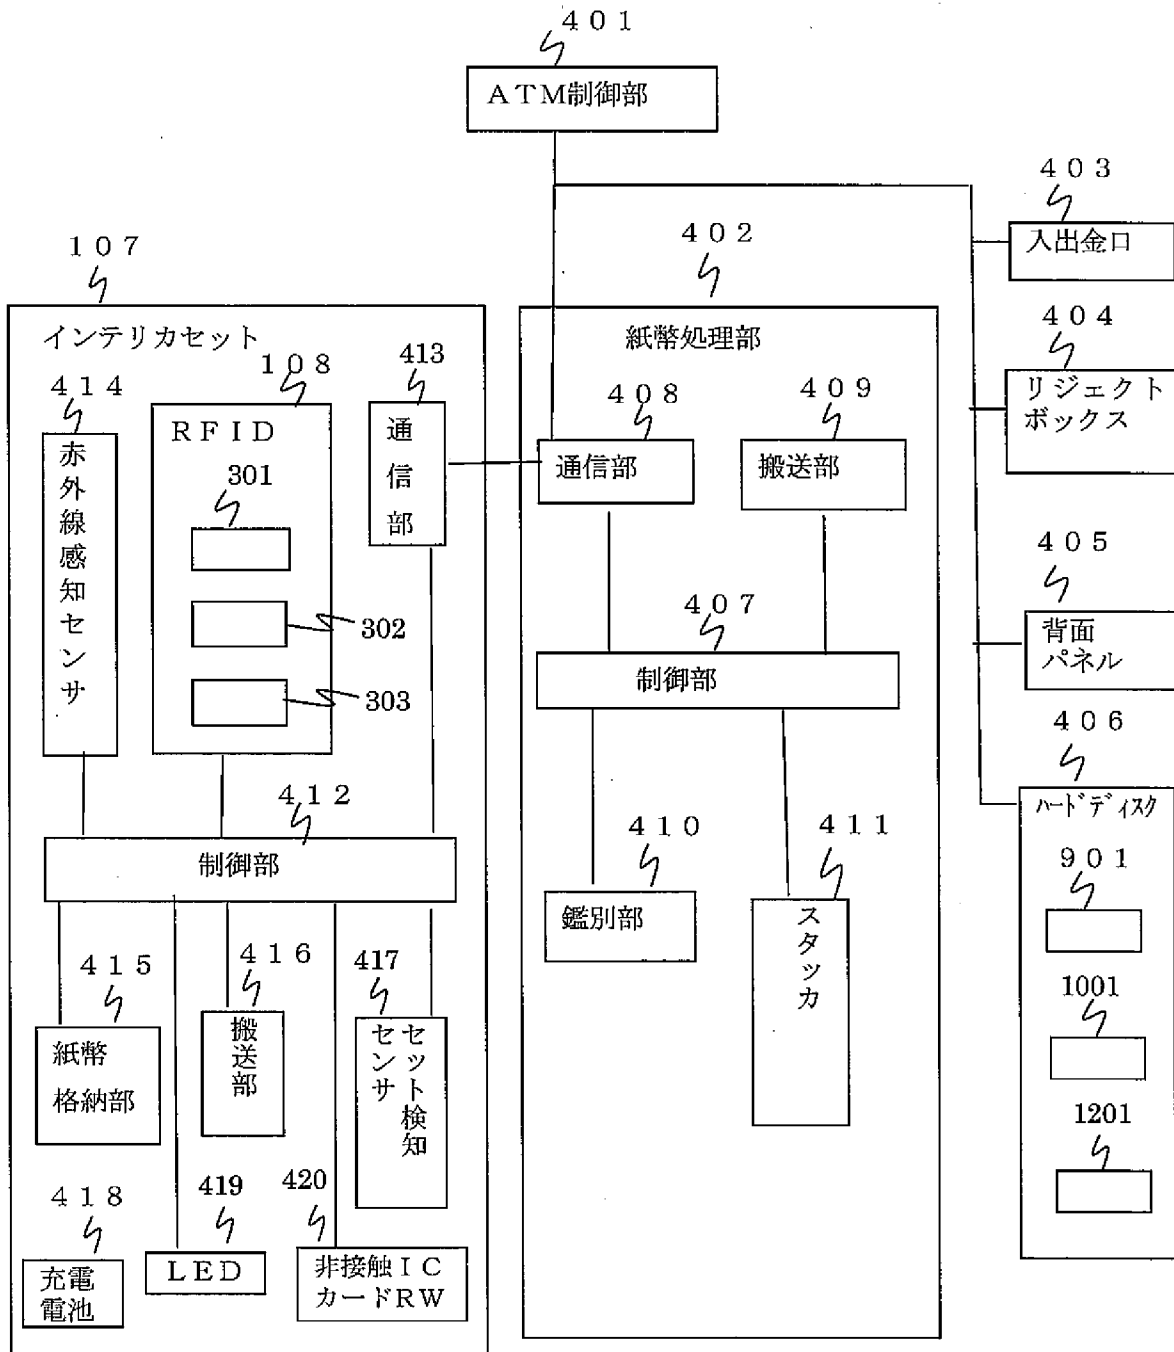 ４０１
ＡＴＭ制御部
４０３
入出金口
４０２
１０７
４０４
リジェクト
ボックス
インテリカセット
紙幣処理部
４１４
１０８
413
４０８
４０９
赤外線感知センサ
ＲＦＩＤ
通信部
通信部
搬送部
301
302
303
４０５
背面
パネル
４０７
制御部
４０６
ハードディスク
４１２
制御部
４１０
鑑別部
４１１
スタッカ
901
1001
1201
４１５
紙幣
格納部
４１６
搬送部
417
セット検知
センサ
４１８
充電
電池
419
ＬＥＤ
420
非接触ＩＣ
カードRW